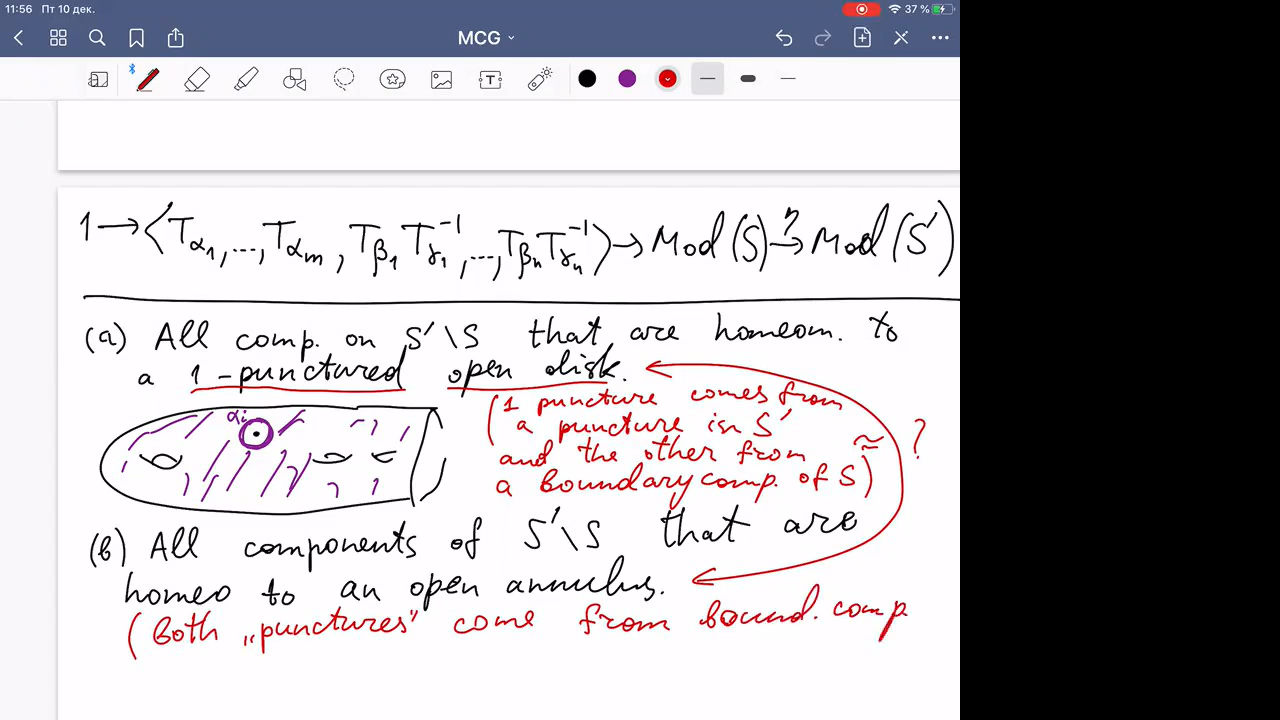 11:56 Пт 10 дек.
37 %
MCG
1 → ⟨T_{α_1}, ..., T_{α_m}, T_{β_1} T_{γ_1}^{-1}, ..., T_{β_n} T_{γ_n}^{-1}⟩ → Mod(S) →^η Mod(S')
(a) All comp. on S'\S that are homeom. to
a 1-punctured open disk.
α_i
(1 puncture comes from
a puncture in S'
and the other from
a boundary comp. of S)
≅ ?
(b) All components of S'\S that are
homeo to an open annulus.
(Both „punctures" come from bound. comp